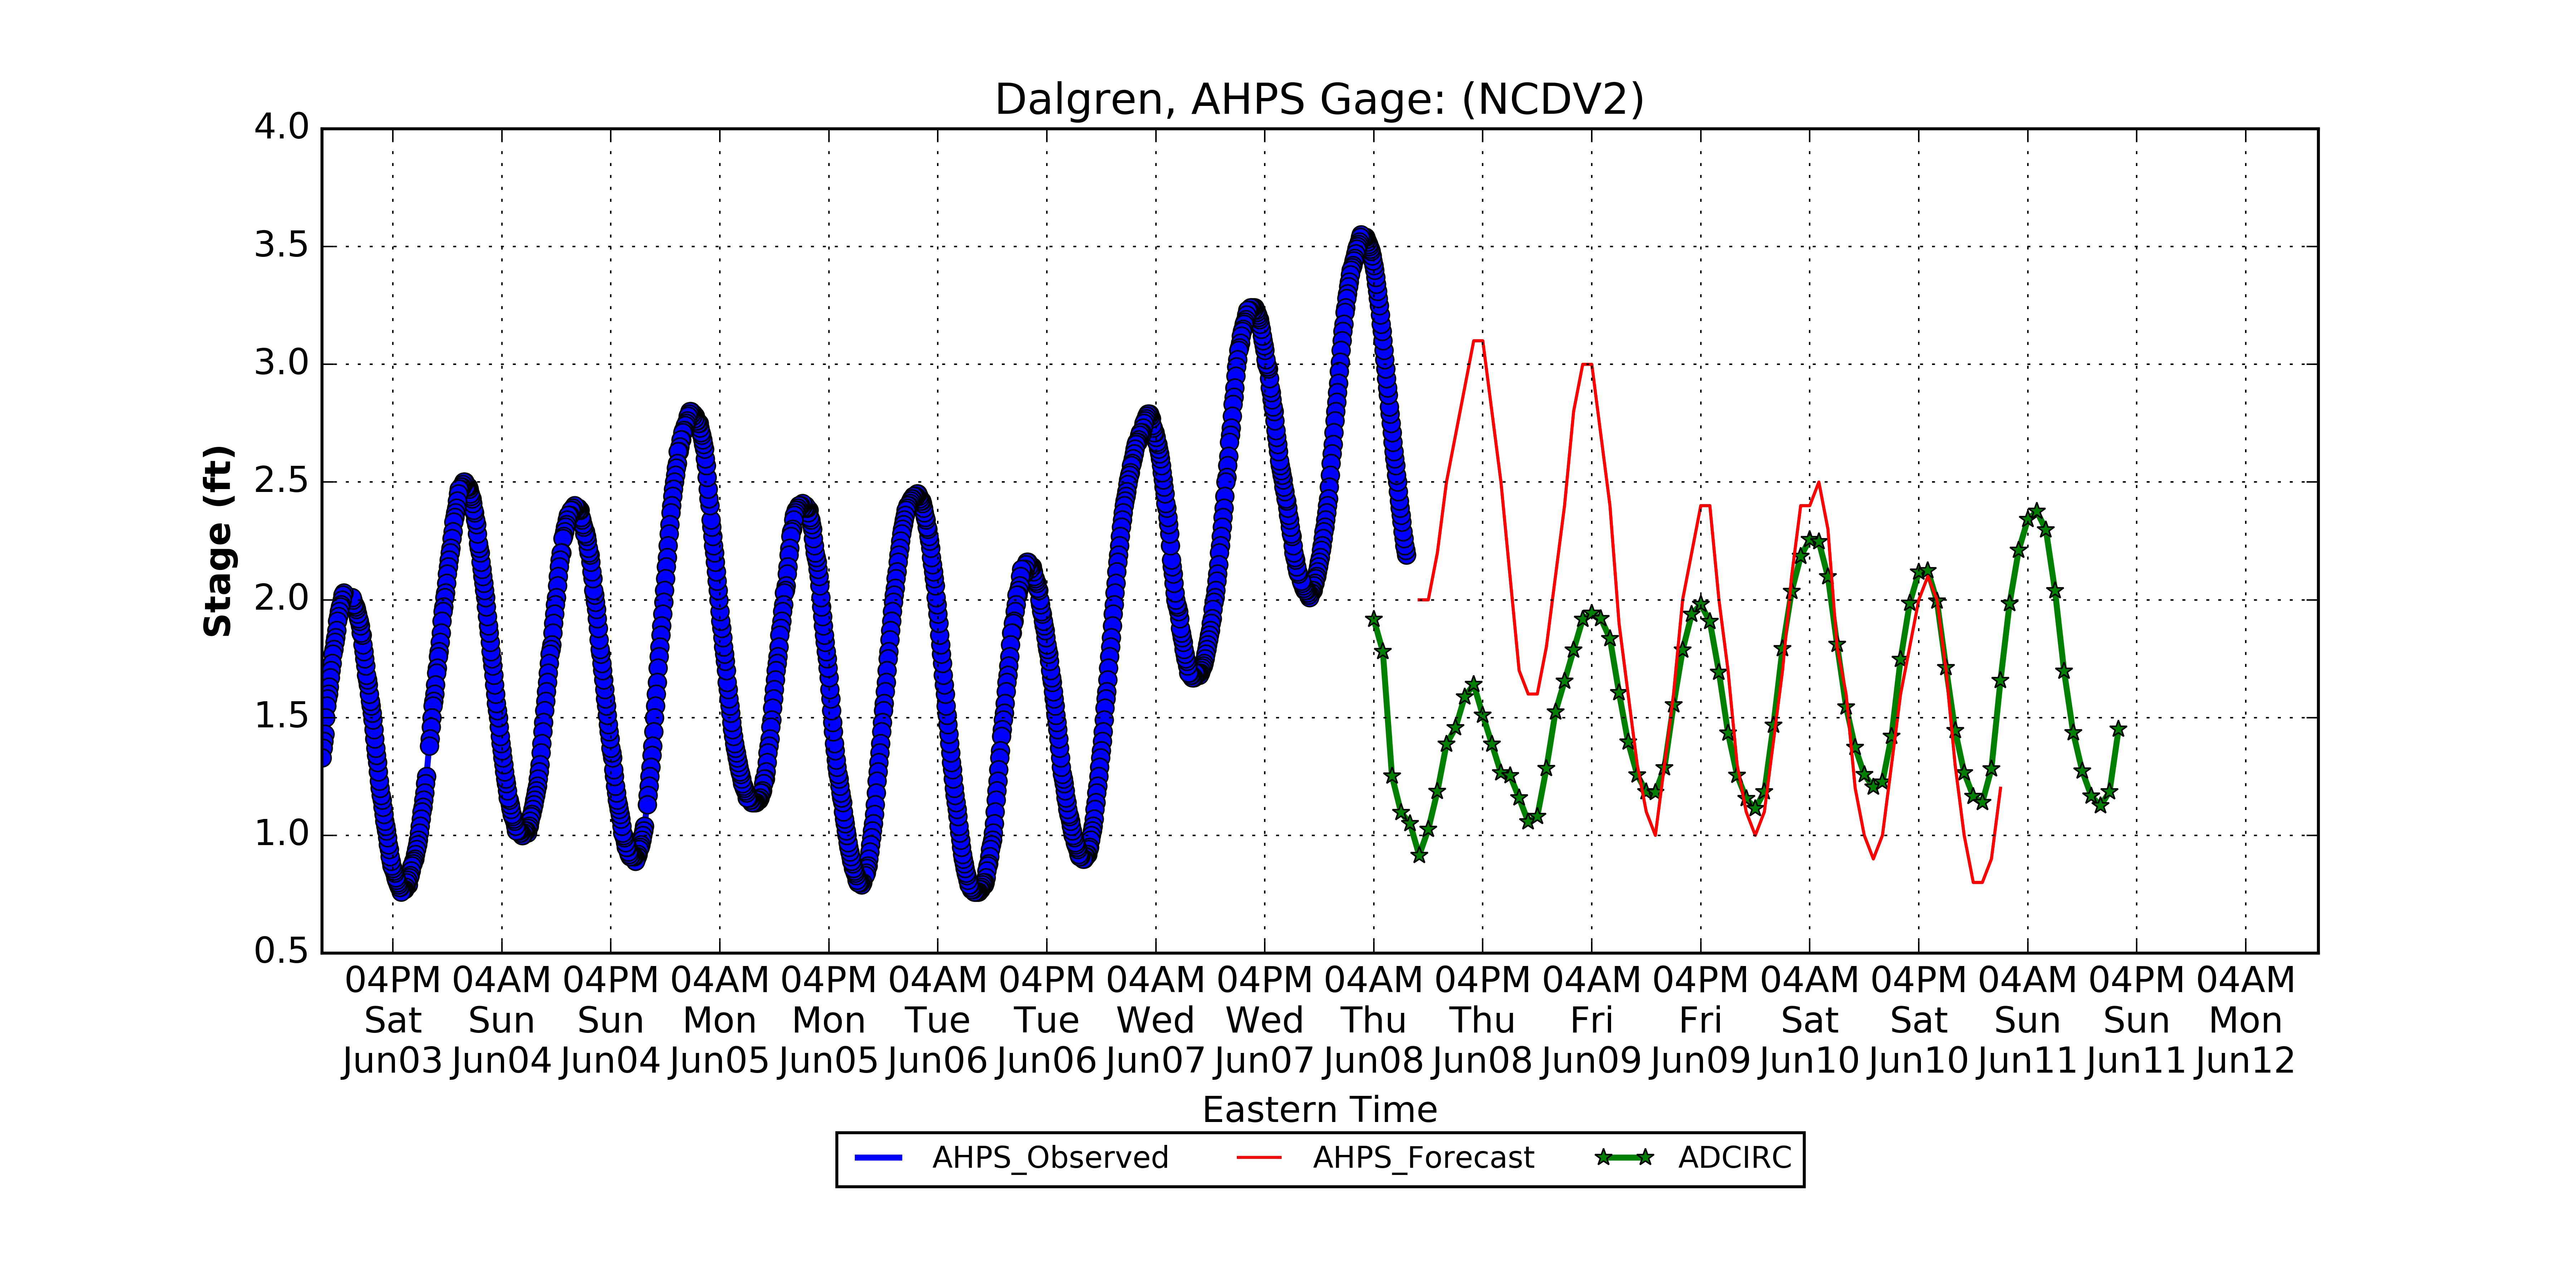 Dalgren, AHPS Gage: (NCDV2)
4.0
3.5
3.0
2.5
2.0
1.5
1.0
0.5
Stage (ft)
04PM 04AM 04PM 04AM 04PM 04AM 04PM 04AM 04PM 04AM 04PM 04AM 04PM 04AM 04PM 04AM 04PM 04AM
Sat Sun Sun Mon Mon Tue Tue Wed Wed Thu Thu Fri Fri Sat Sat Sun Sun Mon
Jun03 Jun04 Jun04 Jun05 Jun05 Jun06 Jun06 Jun07 Jun07 Jun08 Jun08 Jun09 Jun09 Jun10 Jun10 Jun11 Jun11 Jun12
Eastern Time
AHPS_Observed AHPS_Forecast ADCIRC